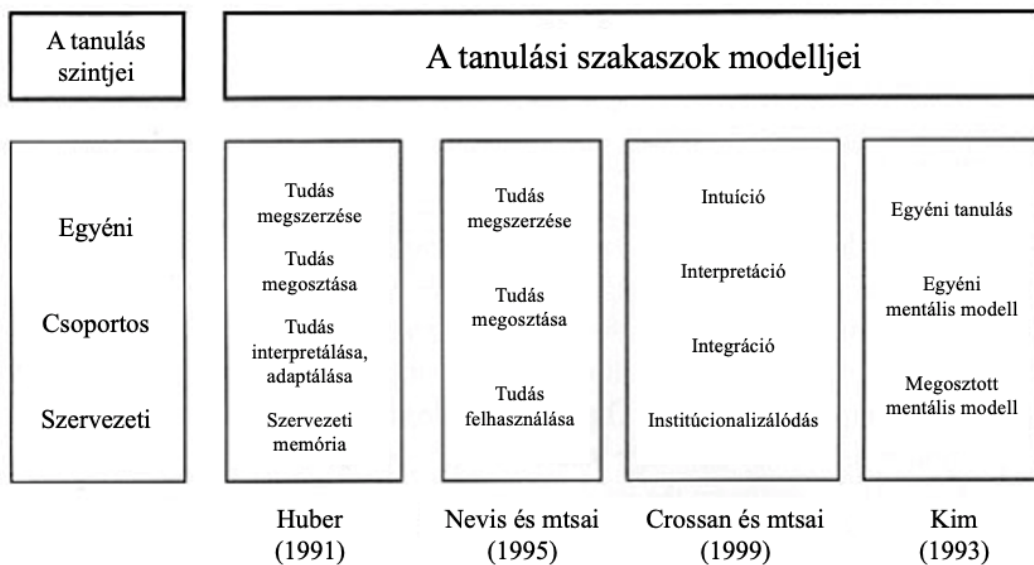 A tanulás
szintjei
A tanulási szakaszok modelljei
Egyéni
Csoportos
Szervezeti
Tudás
megszerzése
Tudás
megosztása
Tudás
interpretálása,
adaptálása
Szervezeti
memória
Tudás
megszerzése
Tudás
megosztása
Tudás
felhasználása
Intuíció
Interpretáció
Integráció
Institúcionalizálódás
Egyéni tanulás
Egyéni
mentális modell
Megosztott
mentális modell
Huber
(1991)
Nevis és mtsai
(1995)
Crossan és mtsai
(1999)
Kim
(1993)